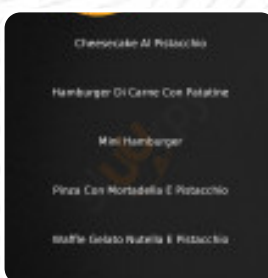 Cheesecake Al Pistacchio
Hamburger Di Carne Con Patatine
Mini Hamburger
Pinza Con Mortadella E Pistacchio
Waffle Gelato Nutella E Pistacchio